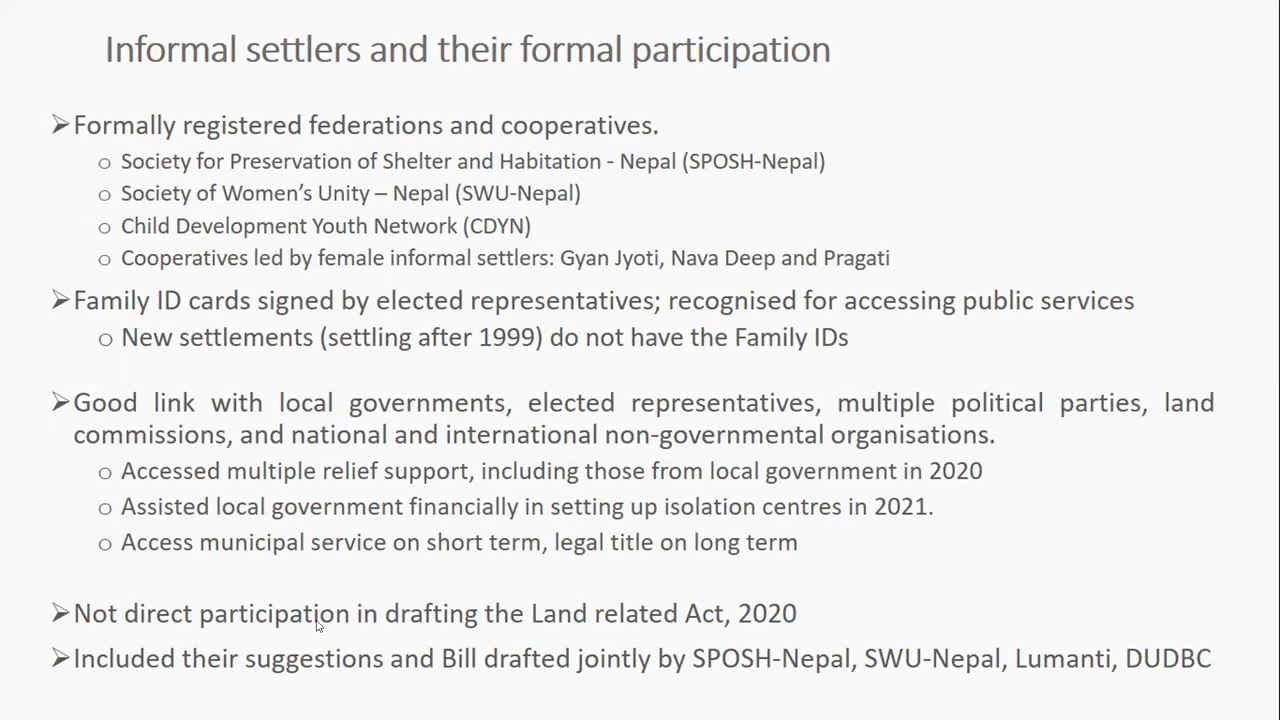 Informal settlers and their formal participation
➢Formally registered federations and cooperatives.
o Society for Preservation of Shelter and Habitation - Nepal (SPOSH-Nepal)
o Society of Women’s Unity – Nepal (SWU-Nepal)
o Child Development Youth Network (CDYN)
o Cooperatives led by female informal settlers: Gyan Jyoti, Nava Deep and Pragati
➢Family ID cards signed by elected representatives; recognised for accessing public services
o New settlements (settling after 1999) do not have the Family IDs
➢Good link with local governments, elected representatives, multiple political parties, land
commissions, and national and international non-governmental organisations.
o Accessed multiple relief support, including those from local government in 2020
o Assisted local government financially in setting up isolation centres in 2021.
o Access municipal service on short term, legal title on long term
➢Not direct participation in drafting the Land related Act, 2020
➢Included their suggestions and Bill drafted jointly by SPOSH-Nepal, SWU-Nepal, Lumanti, DUDBC